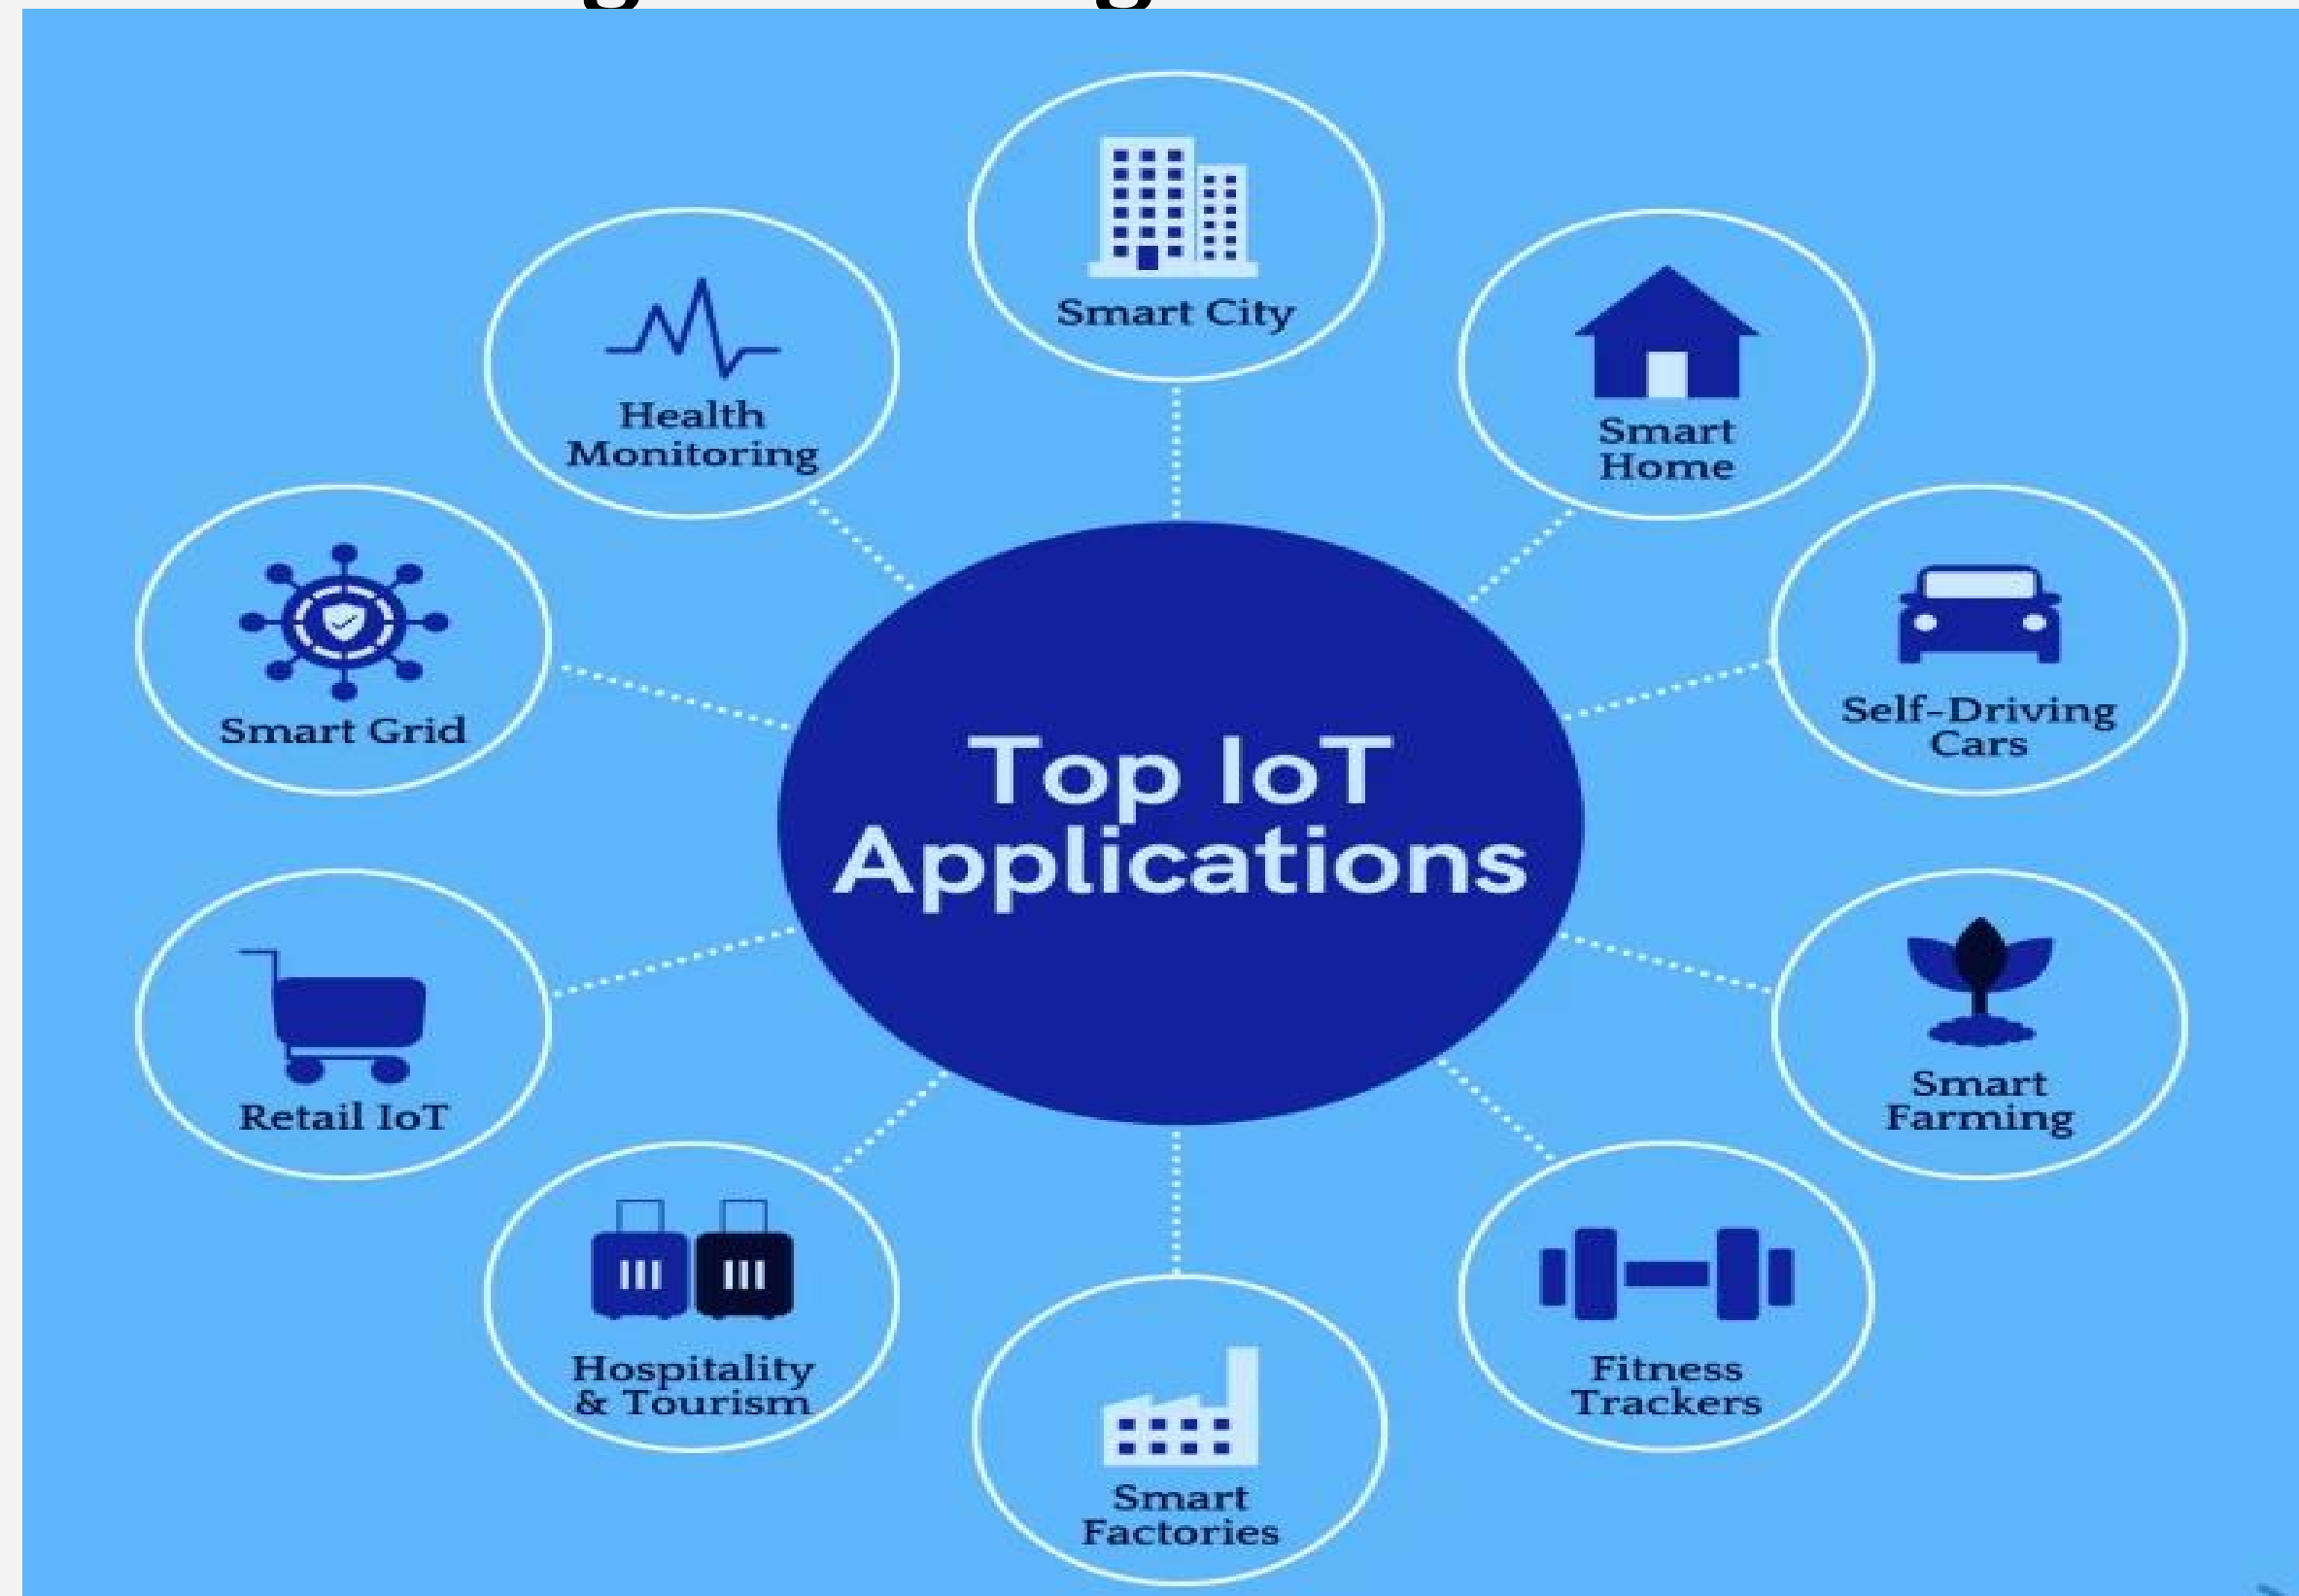 Smart City
Health
Monitoring
Smart
Home
Smart Grid
Self-Driving
Cars
Top IoT
Applications
Retail IoT
Smart
Farming
Hospitality
& Tourism
Fitness
Trackers
Smart
Factories